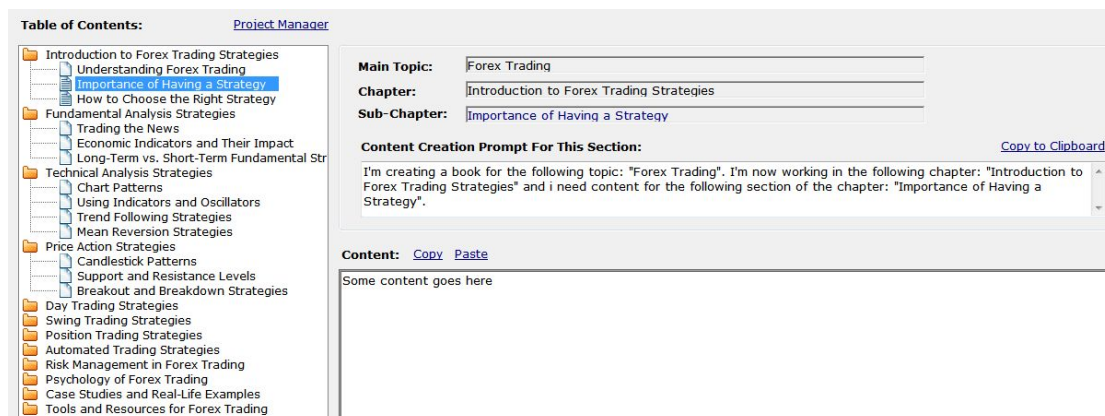 Table of Contents: Project Manager
Introduction to Forex Trading Strategies
Understanding Forex Trading
Importance of Having a Strategy
How to Choose the Right Strategy
Fundamental Analysis Strategies
Trading the News
Economic Indicators and Their Impact
Long-Term vs. Short-Term Fundamental Str
Technical Analysis Strategies
Chart Patterns
Using Indicators and Oscillators
Trend Following Strategies
Mean Reversion Strategies
Price Action Strategies
Candlestick Patterns
Support and Resistance Levels
Breakout and Breakdown Strategies
Day Trading Strategies
Swing Trading Strategies
Position Trading Strategies
Automated Trading Strategies
Risk Management in Forex Trading
Psychology of Forex Trading
Case Studies and Real-Life Examples
Tools and Resources for Forex Trading
Main Topic: Forex Trading
Chapter: Introduction to Forex Trading Strategies
Sub-Chapter: Importance of Having a Strategy
Content Creation Prompt For This Section: Copy to Clipboard
I'm creating a book for the following topic: "Forex Trading". I'm now working in the following chapter: "Introduction to
Forex Trading Strategies" and i need content for the following section of the chapter: "Importance of Having a
Strategy".
Content: Copy Paste
Some content goes here